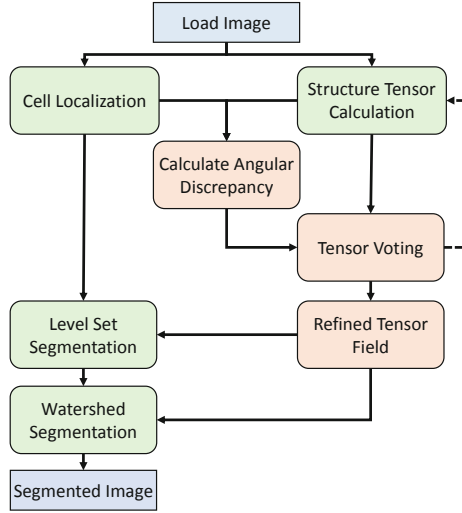 Load Image
Cell Localization
Structure Tensor
Calculation
Calculate Angular
Discrepancy
Tensor Voting
Level Set
Segmentation
Refined Tensor
Field
Watershed
Segmentation
Segmented Image